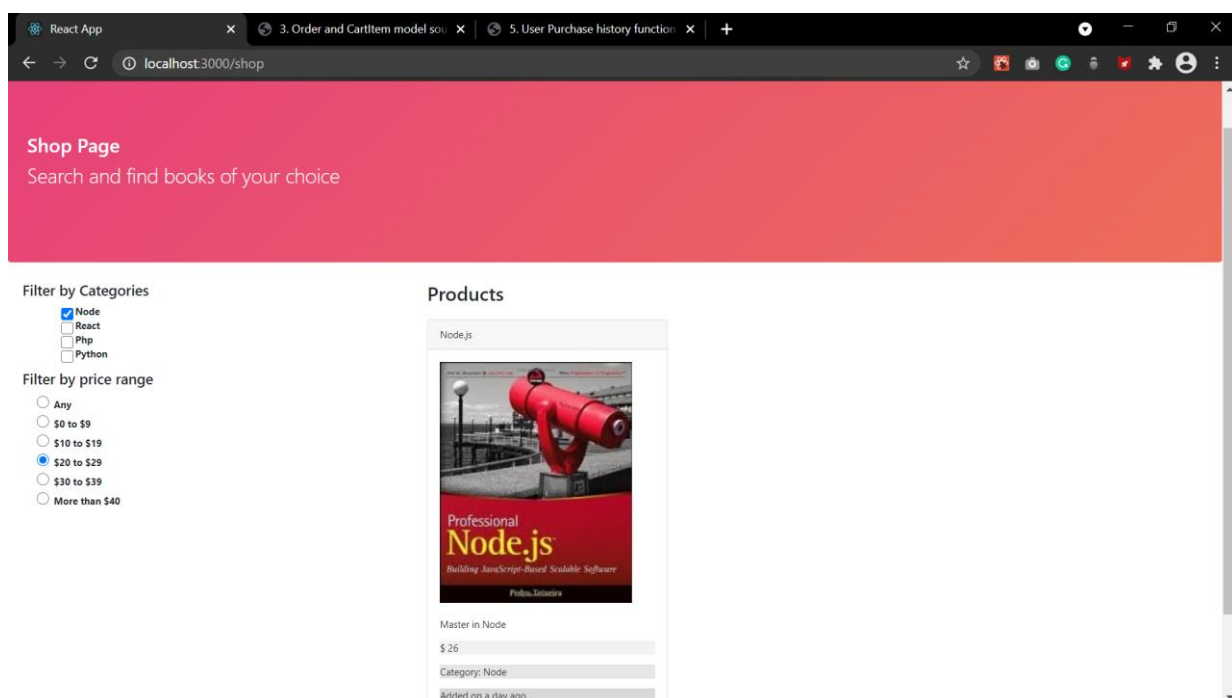 React App
3. Order and CartItem model sou
5. User Purchase history function
localhost:3000/shop
Shop Page
Search and find books of your choice
Filter by Categories
Node
React
Php
Python
Filter by price range
Any
$0 to $9
$10 to $19
$20 to $29
$30 to $39
More than $40
Products
Node.js
Professional
Node.js
Building JavaScript-Based Scalable Software
Pedro Teixeira
Master in Node
$ 26
Category: Node
Added on a day ago